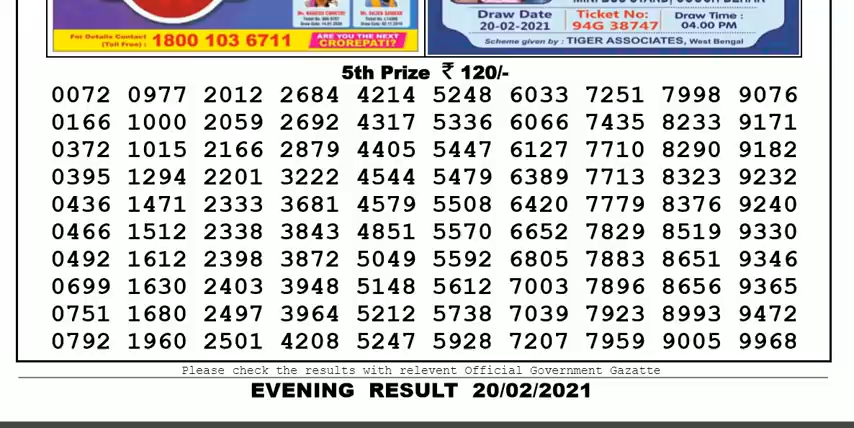 For Details Contact
(Toll Free) : 1800 103 6711
ARE YOU THE NEXT
CROREPATI?
Draw Date
20-02-2021
Ticket No:
94G 38747
Draw Time :
04.00 PM
Scheme given by : TIGER ASSOCIATES, West Bengal
5th Prize ₹ 120/-
0072 0977 2012 2684 4214 5248 6033 7251 7998 9076
0166 1000 2059 2692 4317 5336 6066 7435 8233 9171
0372 1015 2166 2879 4405 5447 6127 7710 8290 9182
0395 1294 2201 3222 4544 5479 6389 7713 8323 9232
0436 1471 2333 3681 4579 5508 6420 7779 8376 9240
0466 1512 2338 3843 4851 5570 6652 7829 8519 9330
0492 1612 2398 3872 5049 5592 6805 7883 8651 9346
0699 1630 2403 3948 5148 5612 7003 7896 8656 9365
0751 1680 2497 3964 5212 5738 7039 7923 8993 9472
0792 1960 2501 4208 5247 5928 7207 7959 9005 9968
Please check the results with relevent Official Government Gazatte
EVENING RESULT 20/02/2021